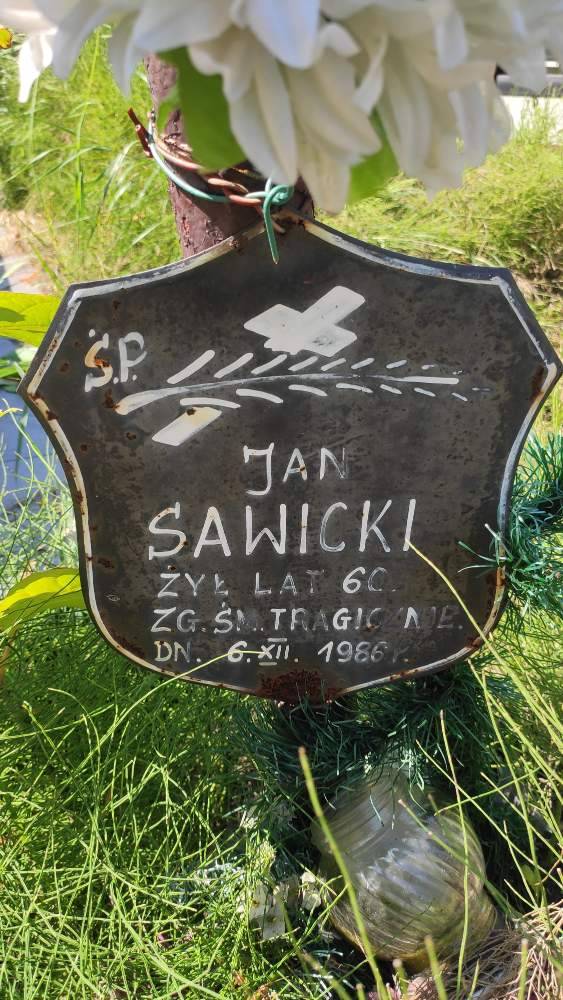 Ś.P.
JAN
SAWICKI
ŻYŁ LAT 60.
ZG. ŚM. TRAGICZNIE.
DN. 6.XII. 1986 r.